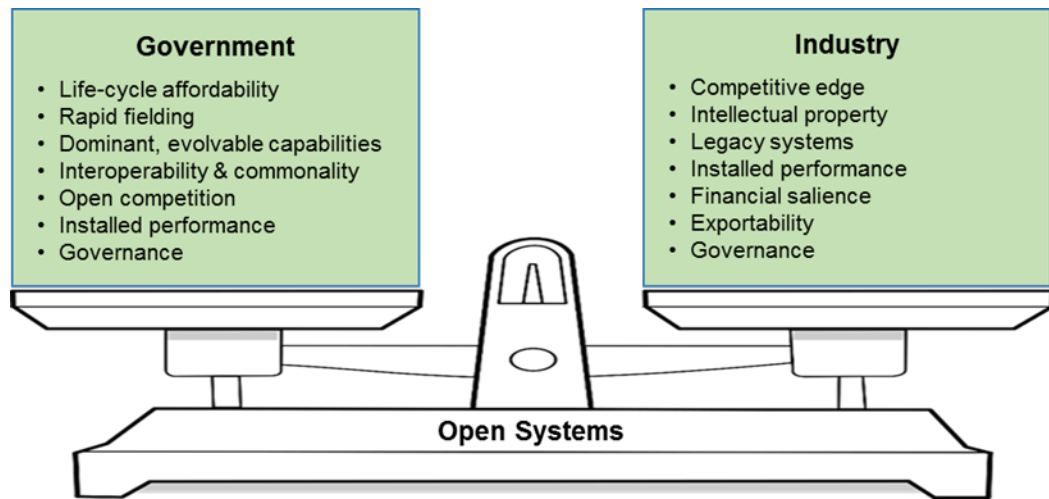 Government
• Life-cycle affordability
• Rapid fielding
• Dominant, evolvable capabilities
• Interoperability & commonality
• Open competition
• Installed performance
• Governance
Industry
• Competitive edge
• Intellectual property
• Legacy systems
• Installed performance
• Financial salience
• Exportability
• Governance
Open Systems